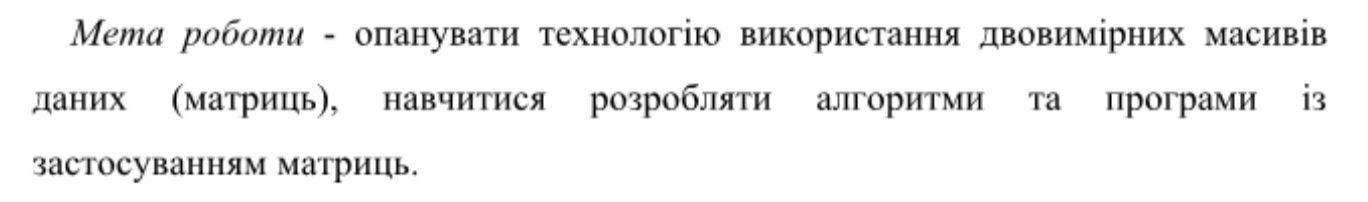 Мета роботи - опанувати технологію використання двовимірних масивів
даних (матриць), навчитися розробляти алгоритми та програми із
застосуванням матриць.